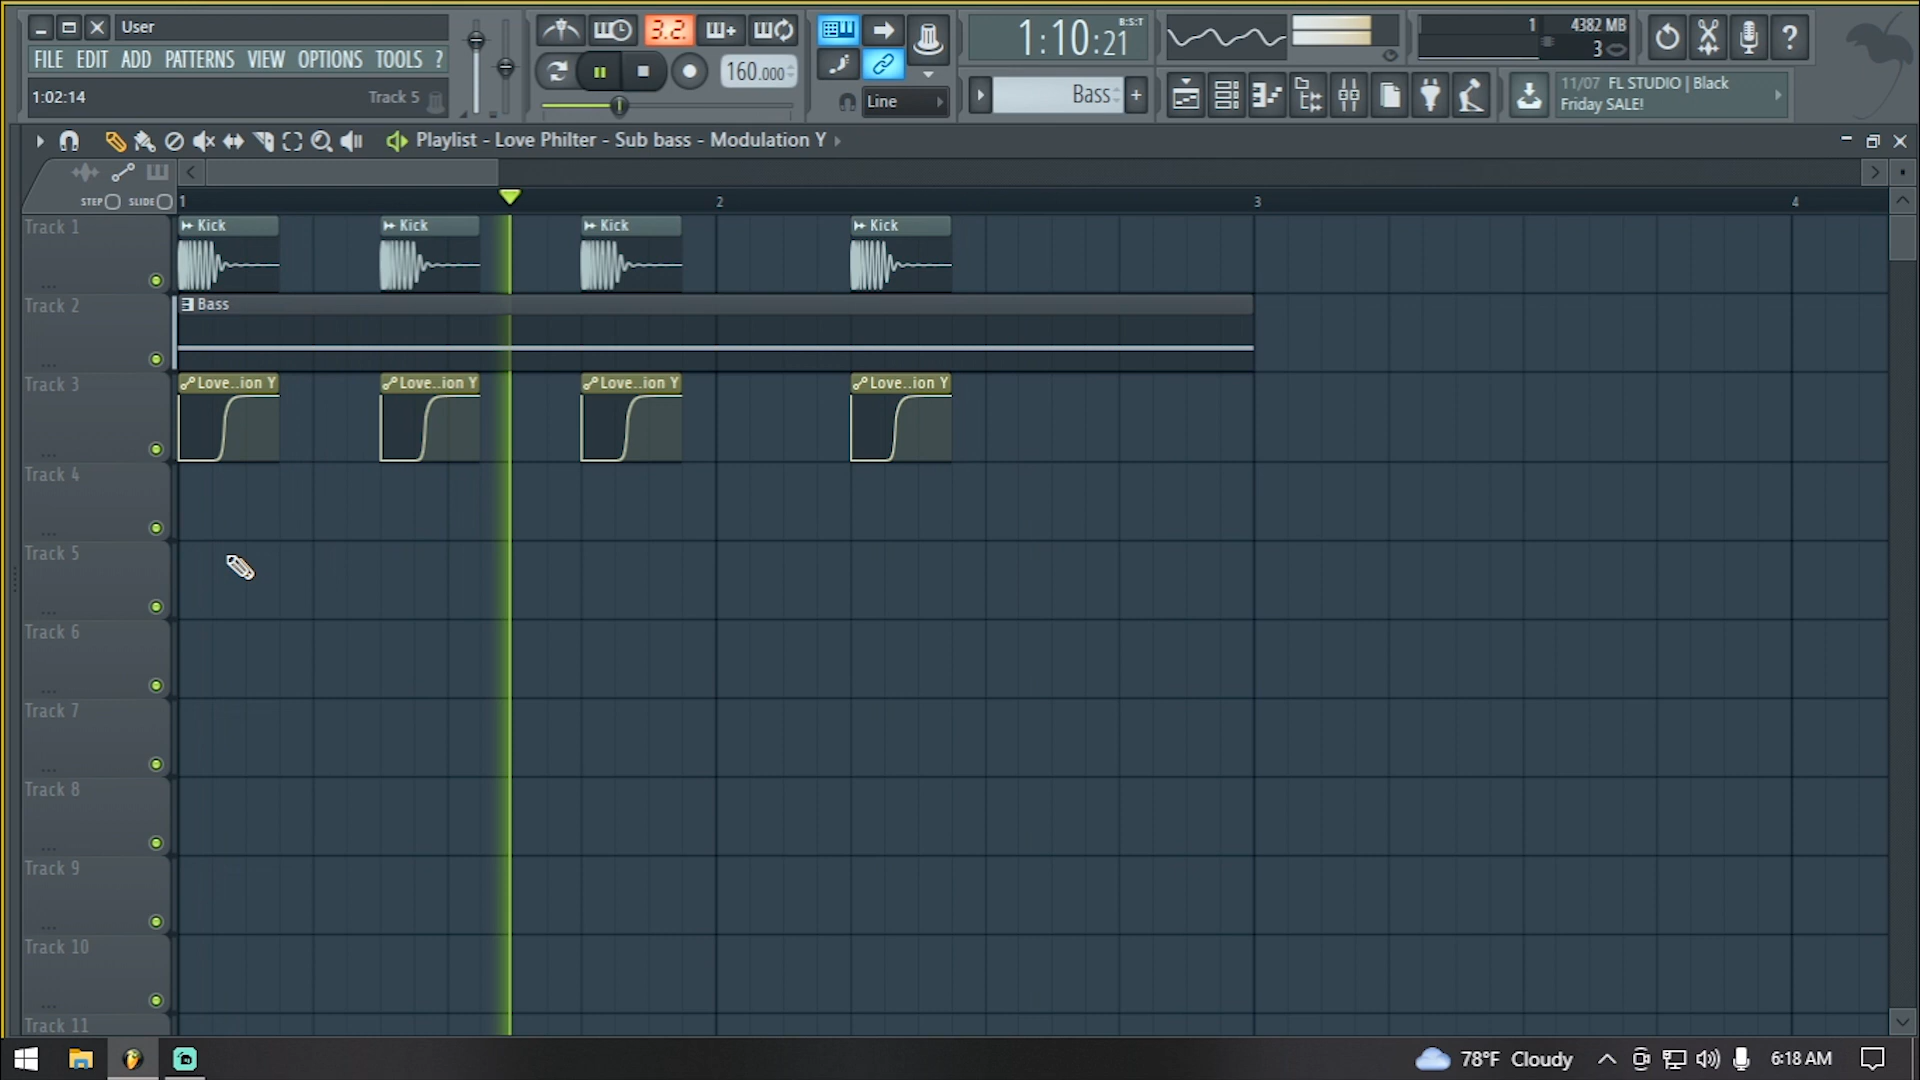 User
FILE EDIT ADD PATTERNS VIEW OPTIONS TOOLS ?
1:02:14 Track 5
3.2.
160.000
Line
1:10:21
B:S:T
Bass
1
4382 MB
3
11/07 FL STUDIO | Black
Friday SALE!
Playlist - Love Philter - Sub bass - Modulation Y
STEP SLIDE
1 2 3 4
Track 1
Kick Kick Kick Kick
Track 2
Bass
Track 3
Love..ion Y Love..ion Y Love..ion Y Love..ion Y
Track 4
Track 5
Track 6
Track 7
Track 8
Track 9
Track 10
Track 11
78°F Cloudy
6:18 AM